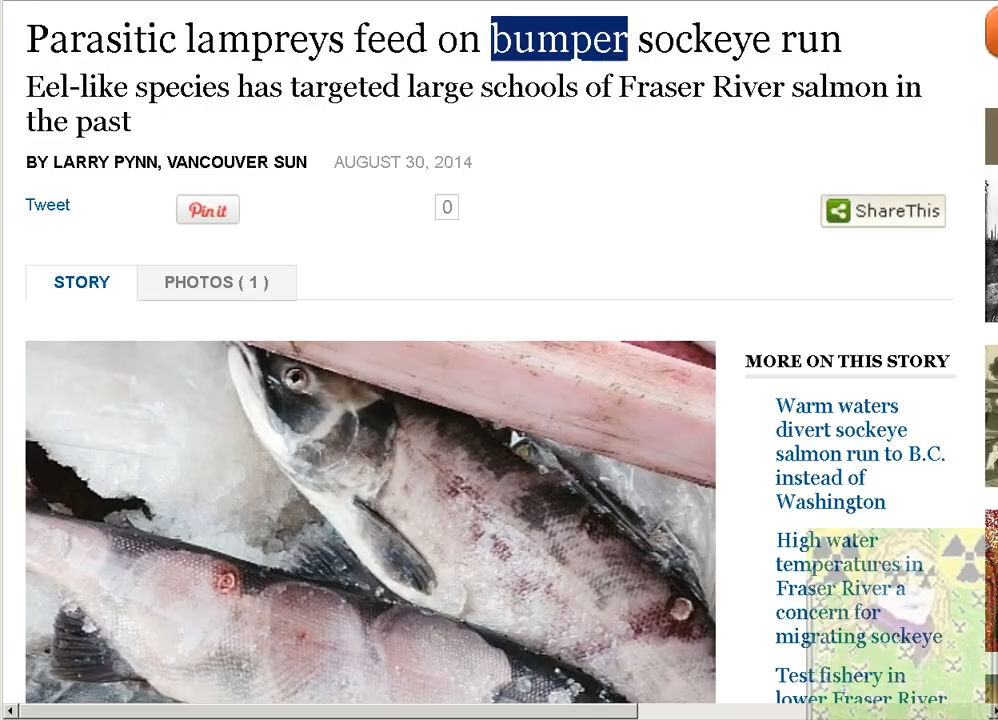 Parasitic lampreys feed on bumper sockeye run
Eel-like species has targeted large schools of Fraser River salmon in
the past
BY LARRY PYNN, VANCOUVER SUN AUGUST 30, 2014
Tweet Pin it 0 ShareThis
STORY PHOTOS ( 1 )
MORE ON THIS STORY
Warm waters
divert sockeye
salmon run to B.C.
instead of
Washington
High water
temperatures in
Fraser River a
concern for
migrating sockeye
Test fishery in
lower Fraser River